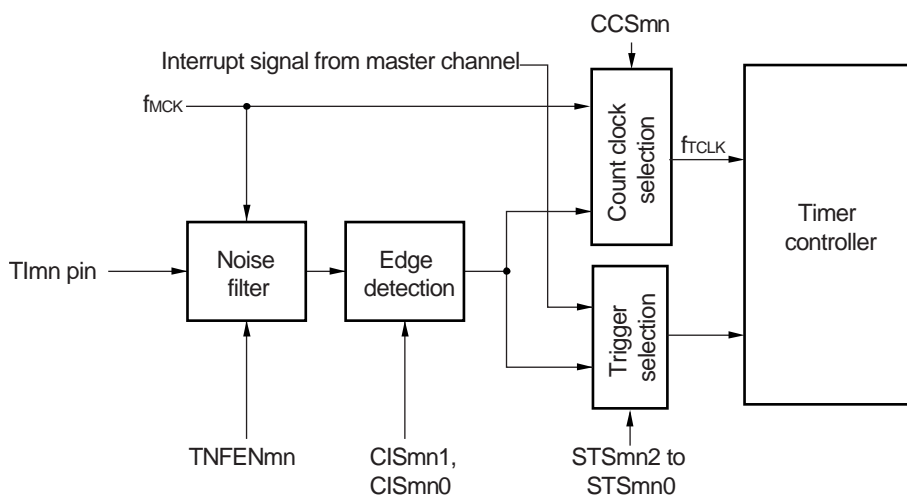 CCSmn
Interrupt signal from master channel
fMCK
Count clock
selection
fTCLK
Timer
controller
TImn pin
Noise
filter
Edge
detection
Trigger
selection
TNFENmn
CISmn1,
CISmn0
STSmn2 to
STSmn0